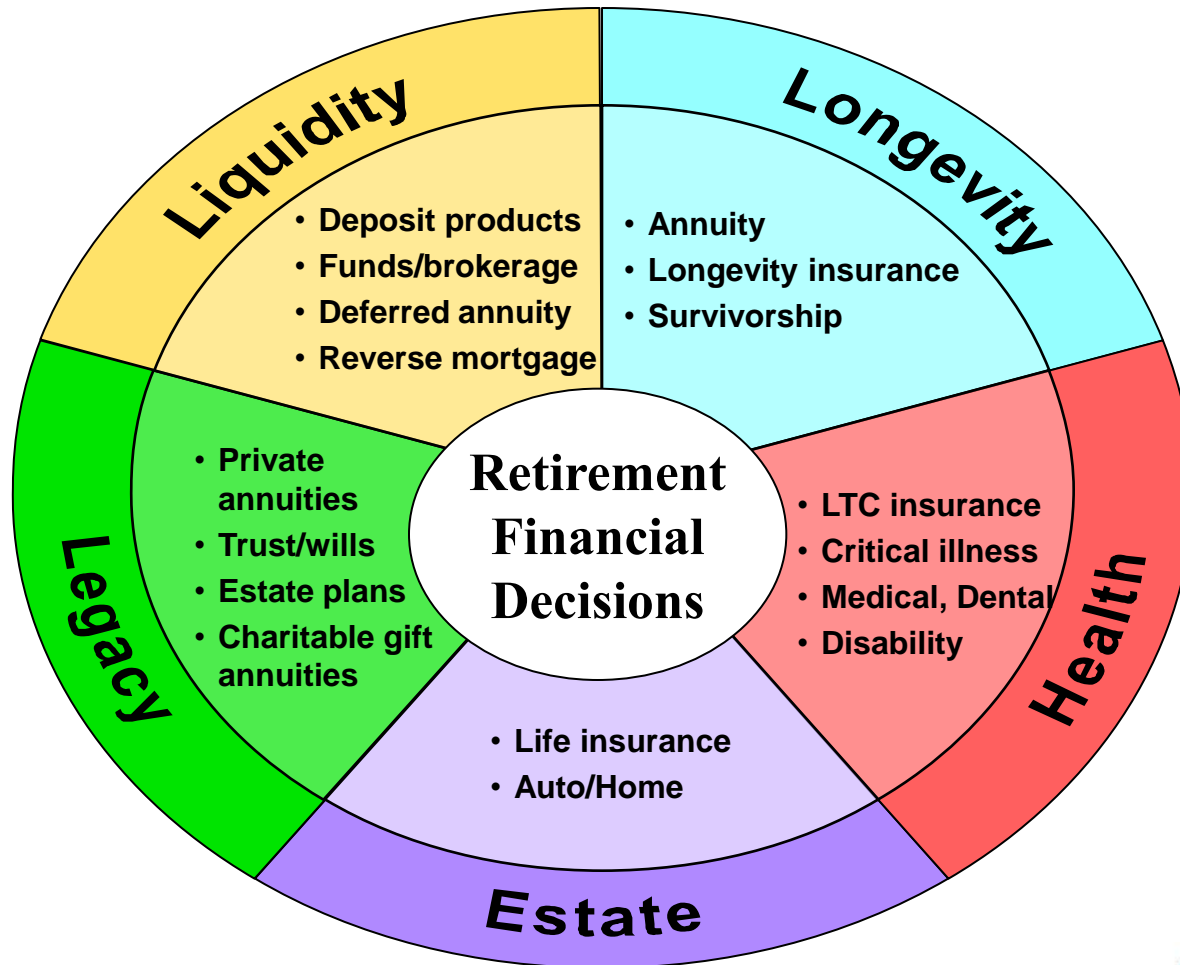 Liquidity
• Deposit products
• Funds/brokerage
• Deferred annuity
• Reverse mortgage
Longevity
• Annuity
• Longevity insurance
• Survivorship
Health
• LTC insurance
• Critical illness
• Medical, Dental
• Disability
Estate
• Life insurance
• Auto/Home
Legacy
• Private
annuities
• Trust/wills
• Estate plans
• Charitable gift
annuities
Retirement
Financial
Decisions